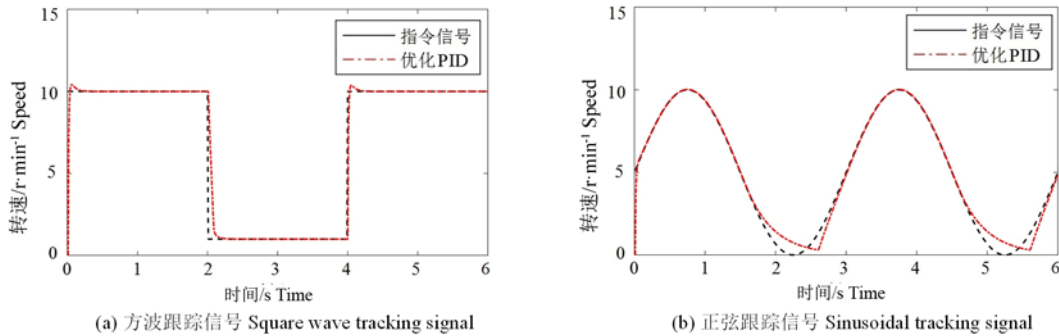 15
10
5
0
转速/r·min⁻¹ Speed
指令信号
优化PID
0 1 2 3 4 5 6
时间/s Time
(a) 方波跟踪信号 Square wave tracking signal
15
10
5
0
转速/r·min⁻¹ Speed
指令信号
优化PID
0 1 2 3 4 5 6
时间/s Time
(b) 正弦跟踪信号 Sinusoidal tracking signal